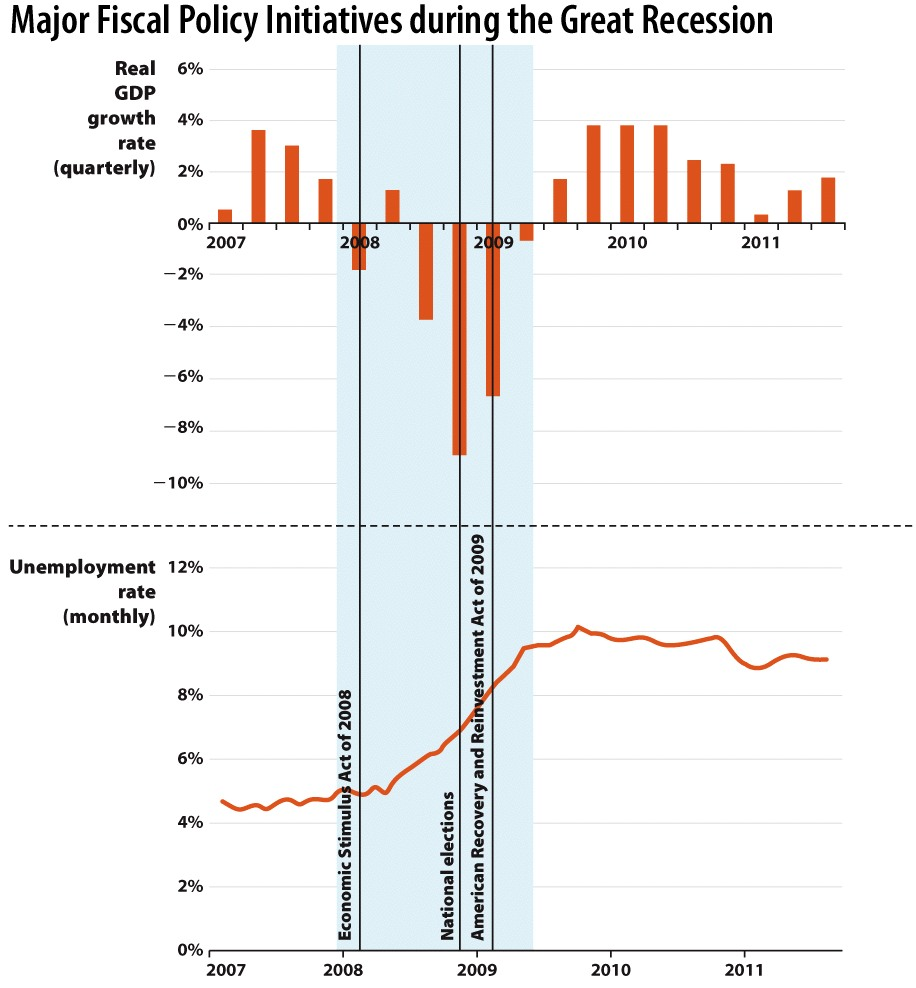 Major Fiscal Policy Initiatives during the Great Recession
Real
GDP
growth
rate
(quarterly)
6%
4%
2%
0%
2007
2008
2009
2010
2011
−2%
−4%
−6%
−8%
−10%
Unemployment
rate
(monthly)
12%
10%
8%
6%
4%
2%
0%
Economic Stimulus Act of 2008
National elections
American Recovery and Reinvestment Act of 2009
2007
2008
2009
2010
2011